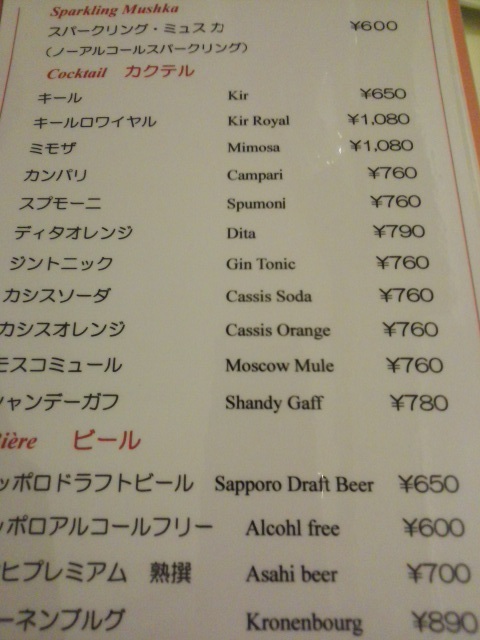 Sparkling Mushka
スパークリング・ミュスカ ¥600
(ノーアルコールスパークリング)
Cocktail カクテル
キール Kir ¥650
キールロワイヤル Kir Royal ¥1,080
ミモザ Mimosa ¥1,080
カンパリ Campari ¥760
スプモーニ Spumoni ¥760
ディタオレンジ Dita ¥790
ジントニック Gin Tonic ¥760
カシスソーダ Cassis Soda ¥760
カシスオレンジ Cassis Orange ¥760
モスコミュール Moscow Mule ¥760
シャンデーガフ Shandy Gaff ¥780
ière ビール
ッポロドラフトビール Sapporo Draft Beer ¥650
ッポロアルコールフリー Alcohl free ¥600
ヒプレミアム 熟撰 Asahi beer ¥700
ーネンブルグ Kronenbourg ¥890